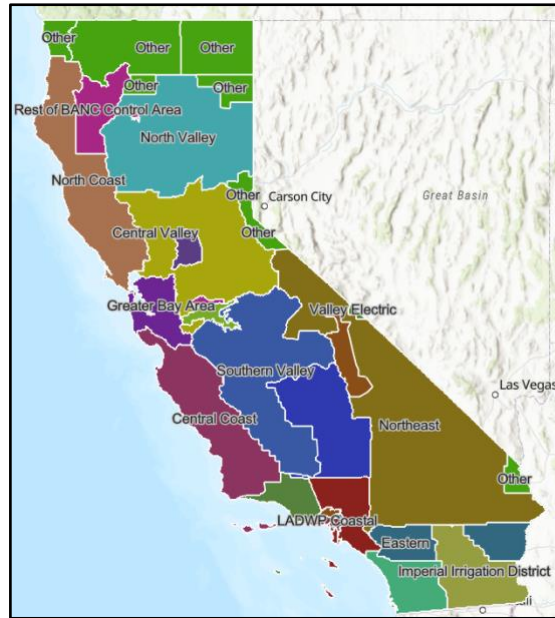 Other
Other
Other
Other
Other
Rest of BANC Control Area
North Valley
North Coast
Other
Carson City
Great Basin
Central Valley
Other
Greater Bay Area
Valley Electric
Southern Valley
Las Vegas
Central Coast
Northeast
Other
LADWP Coastal
Eastern
Imperial Irrigation District